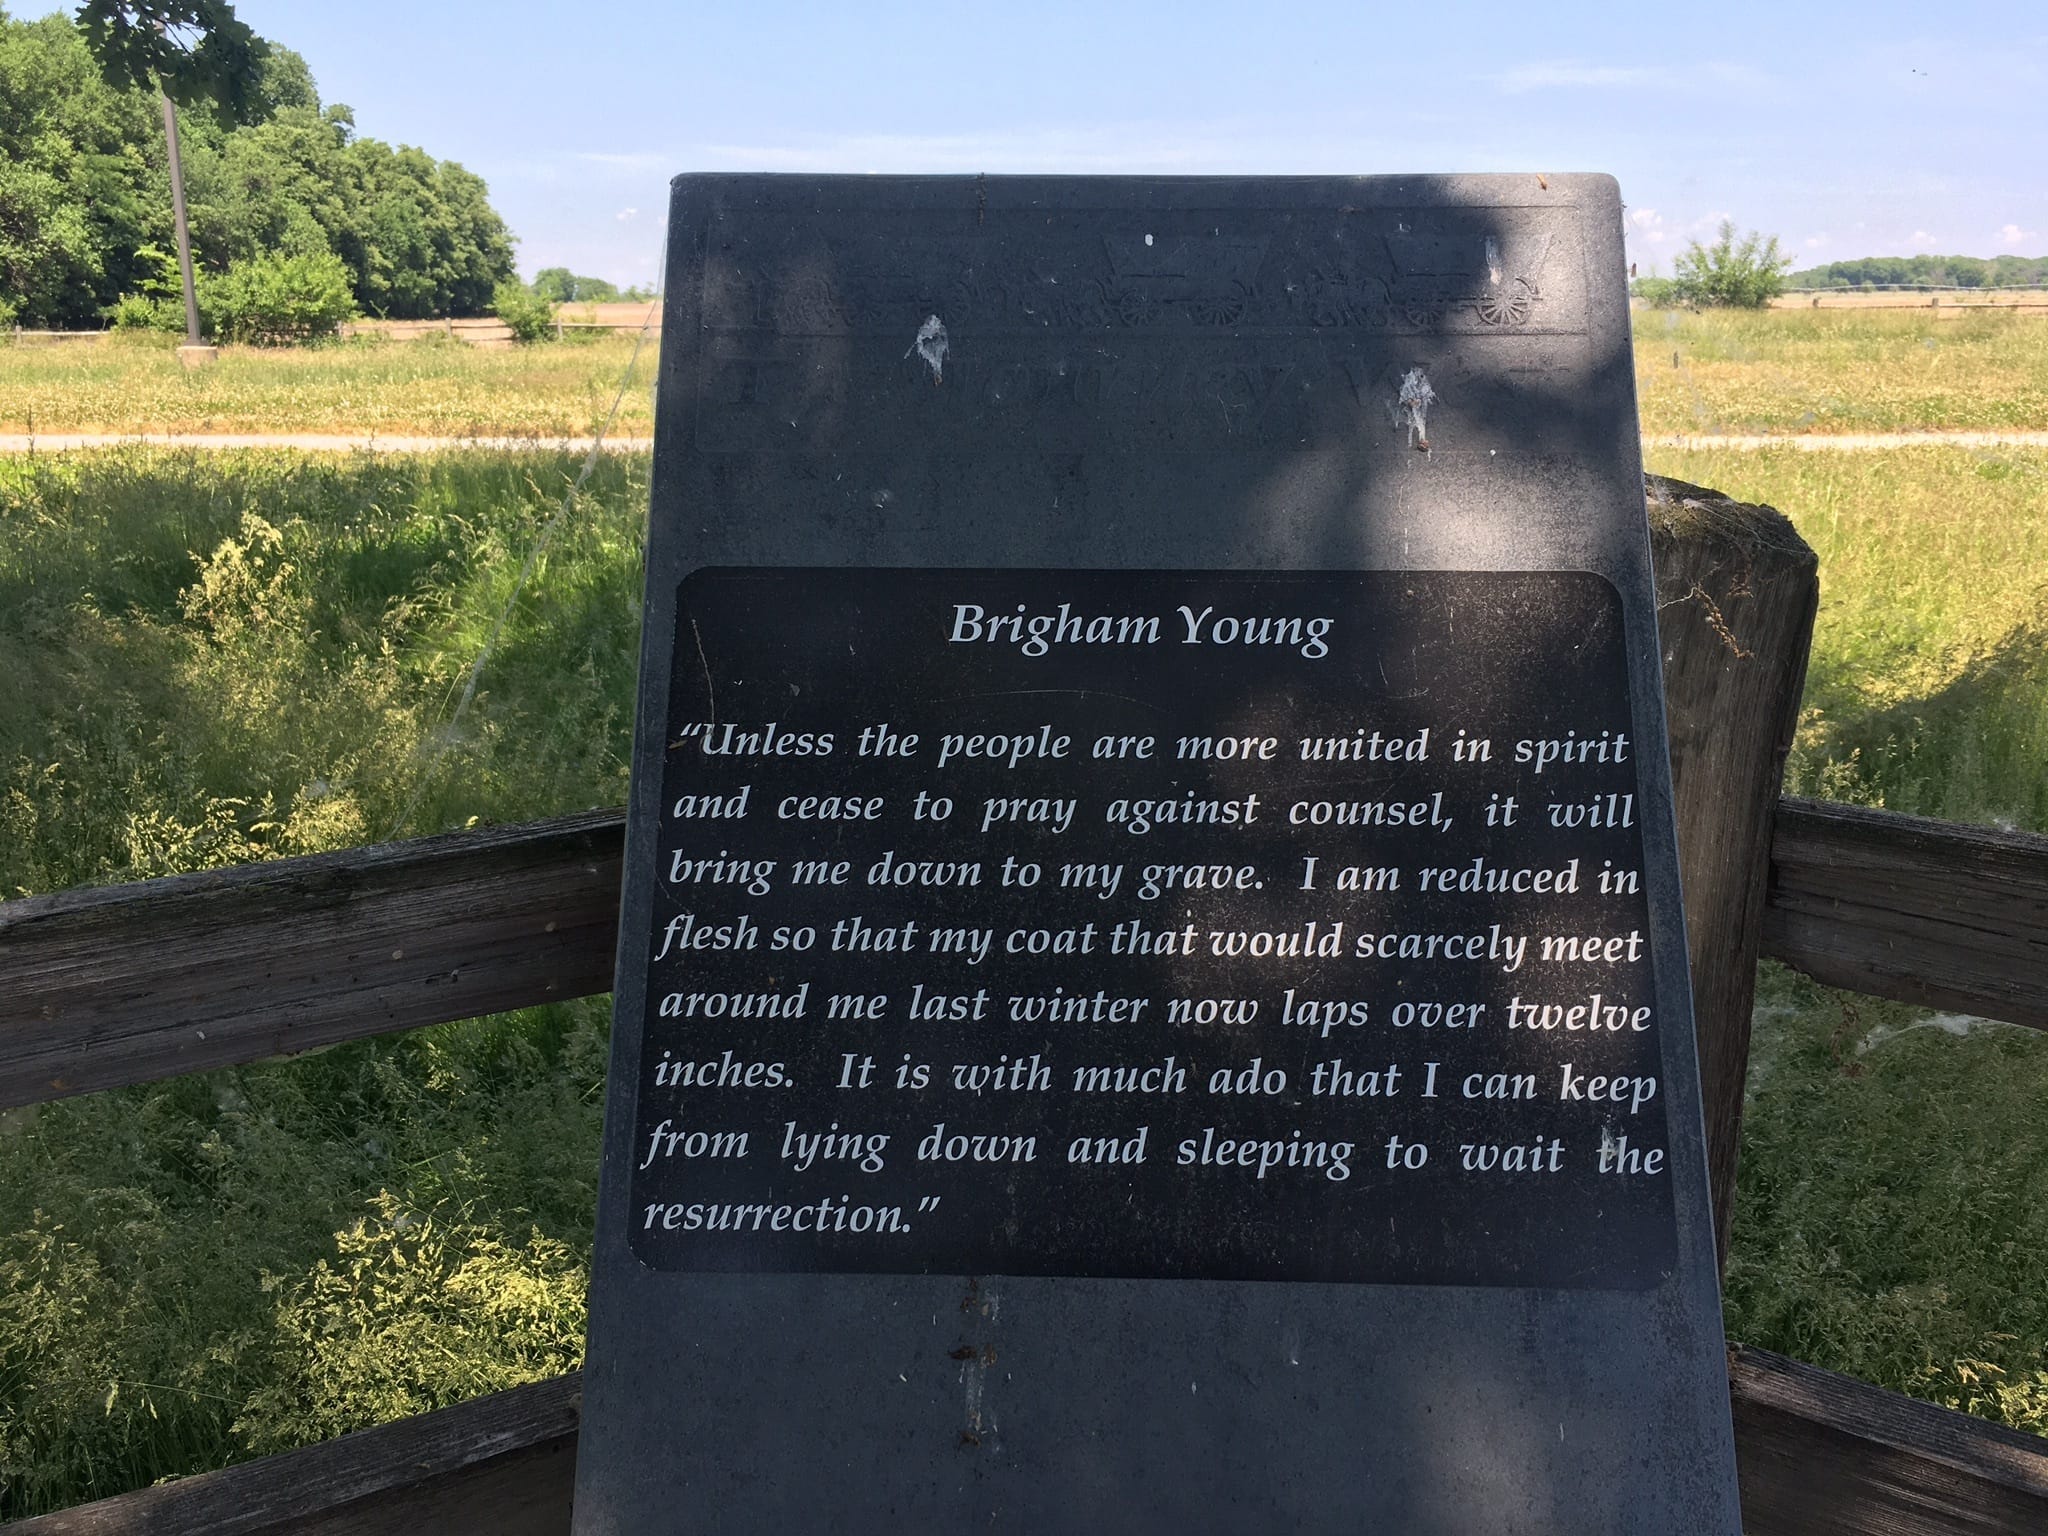 Brigham Young
“Unless the people are more united in spirit
and cease to pray against counsel, it will
bring me down to my grave. I am reduced in
flesh so that my coat that would scarcely meet
around me last winter now laps over twelve
inches. It is with much ado that I can keep
from lying down and sleeping to wait the
resurrection.”